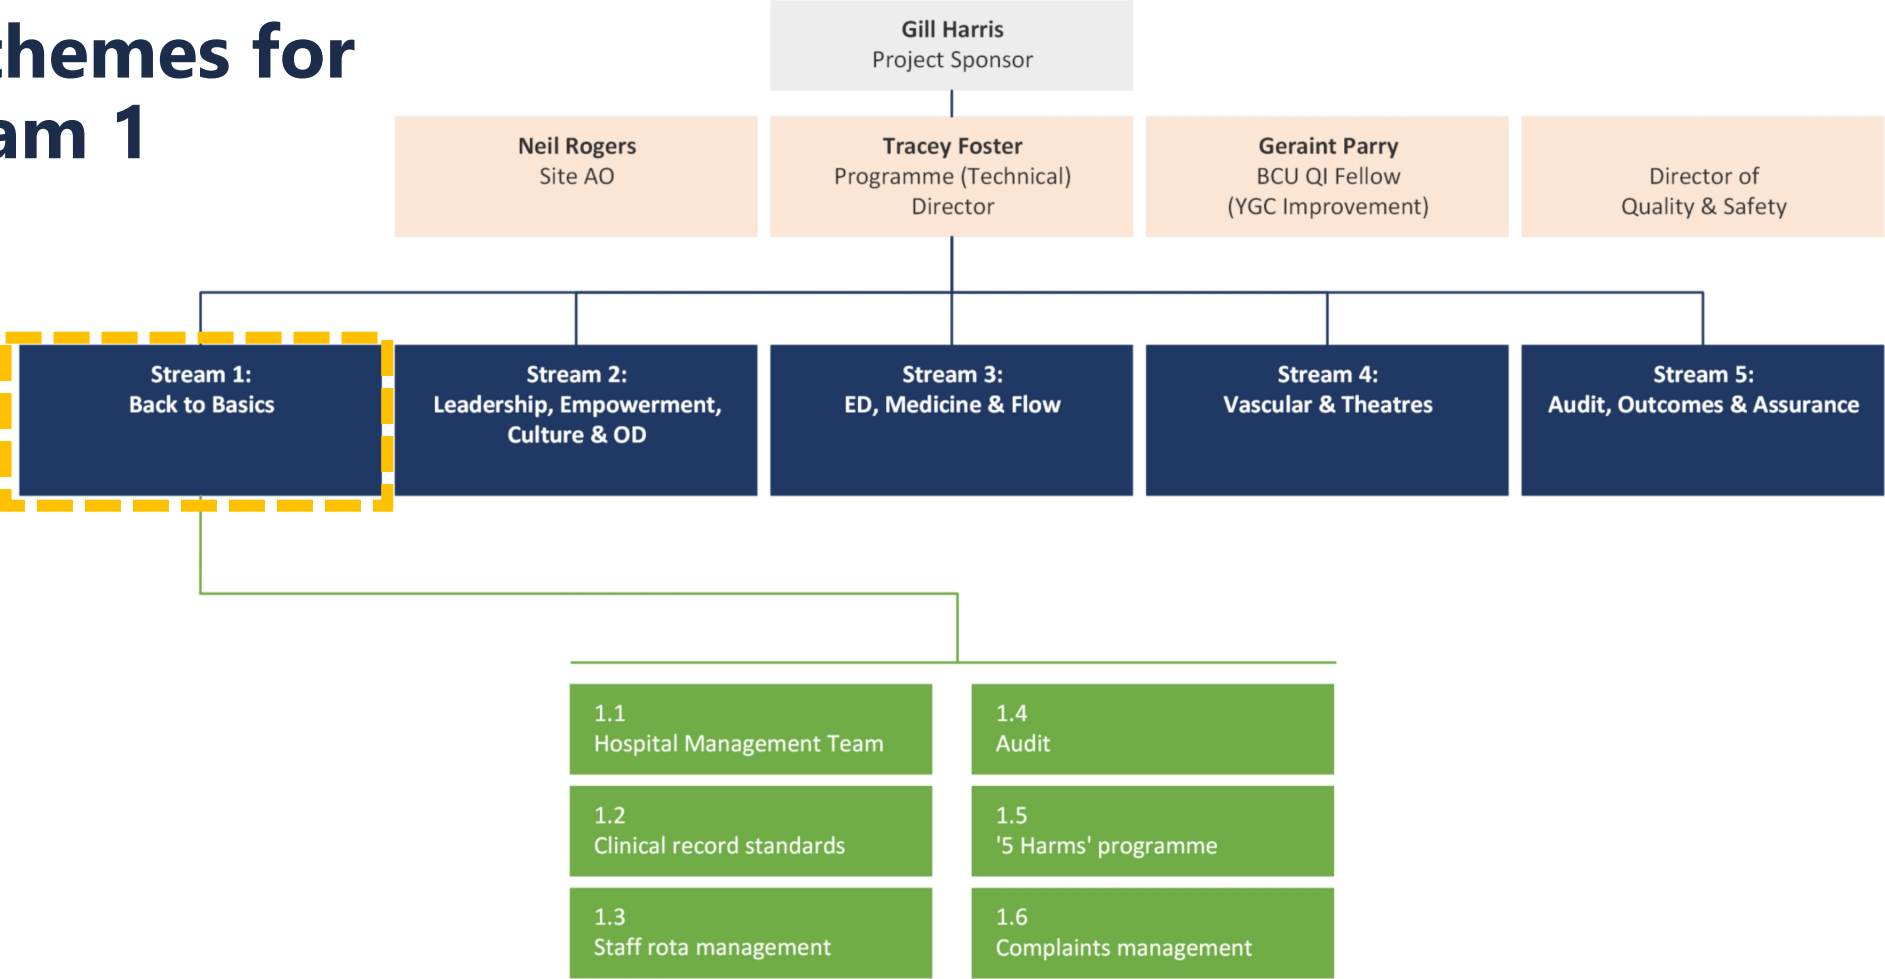 for
1
Gill Harris
Project Sponsor
Neil Rogers
Site AO
Tracey Foster
Programme (Technical)
Director
Geraint Parry
BCU QI Fellow
(YGC Improvement)
Director of
Quality & Safety
Stream 1:
Back to Basics
Stream 2:
Leadership, Empowerment,
Culture & OD
Stream 3:
ED, Medicine & Flow
Stream 4:
Vascular & Theatres
Stream 5:
Audit, Outcomes & Assurance
1.1
Hospital Management Team
1.2
Clinical record standards
1.3
Staff rota management
1.4
Audit
1.5
'5 Harms' programme
1.6
Complaints management